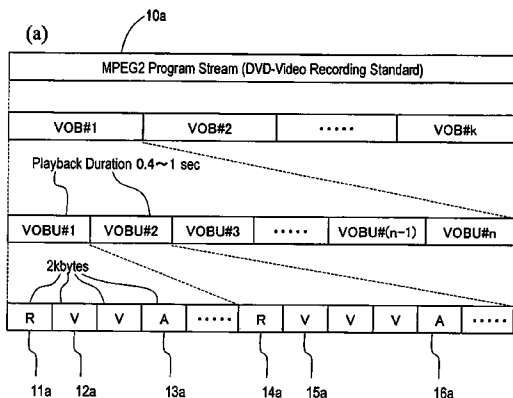 10a
(a)
MPEG2 Program Stream (DVD-Video Recording Standard)
VOB#1 VOB#2 ····· VOB#k
Playback Duration 0.4~1 sec
VOBU#1 VOBU#2 VOBU#3 ····· VOBU#(n-1) VOBU#n
2kbytes
R V V A ····· R V V V A ·····
11a 12a 13a 14a 15a 16a